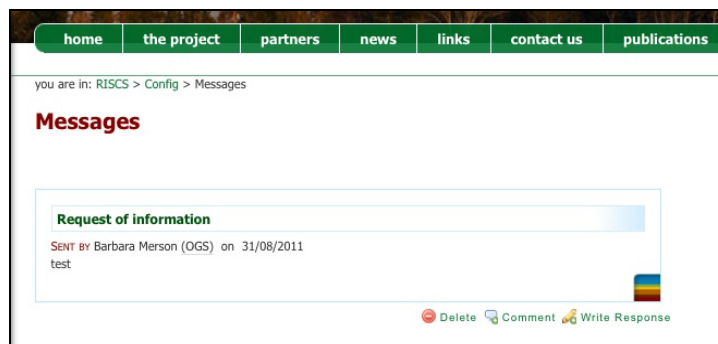 home the project partners news links contact us publications
you are in: RISCS > Config > Messages
Messages
Request of information
SENT BY Barbara Merson (OGS) on 31/08/2011
test
Delete Comment Write Response